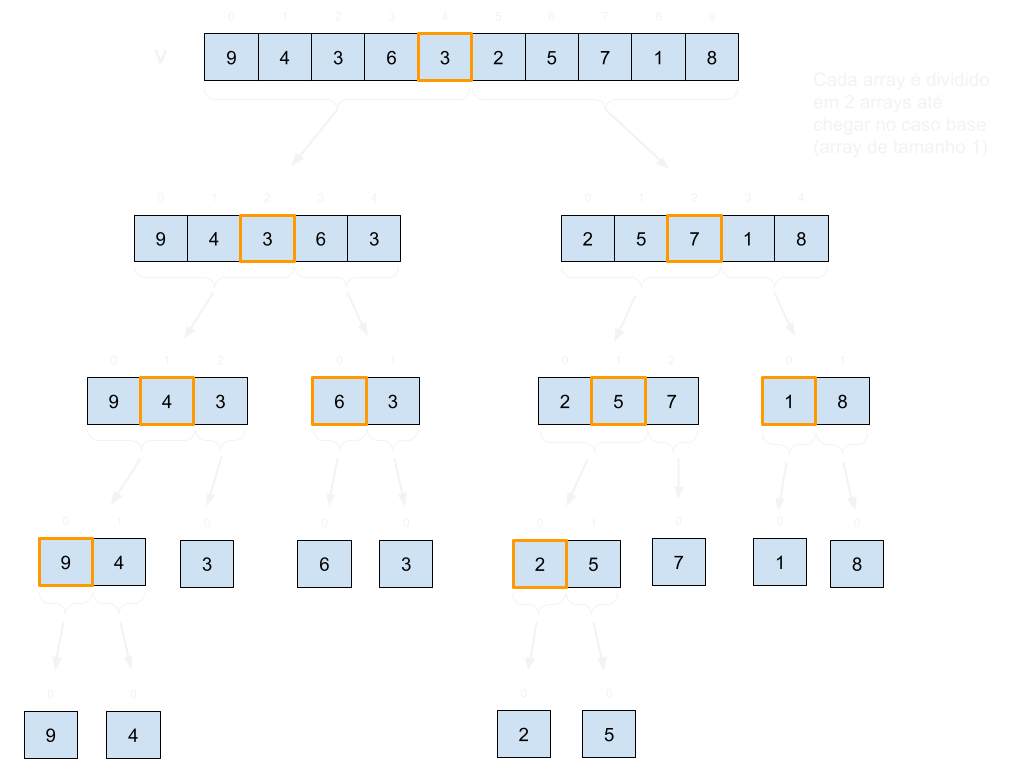 0 1 2 3 4 5 6 7 8 9
v 9 4 3 6 3 2 5 7 1 8
Cada array é dividido
em 2 arrays até
chegar no caso base
(array de tamanho 1)
0 1 2 3 4 0 1 2 3 4
9 4 3 6 3 2 5 7 1 8
0 1 2 0 1 0 1 2 0 1
9 4 3 6 3 2 5 7 1 8
0 1 0 0 0 0 1 0 0 0
9 4 3 6 3 2 5 7 1 8
0 0 0 0
9 4 2 5